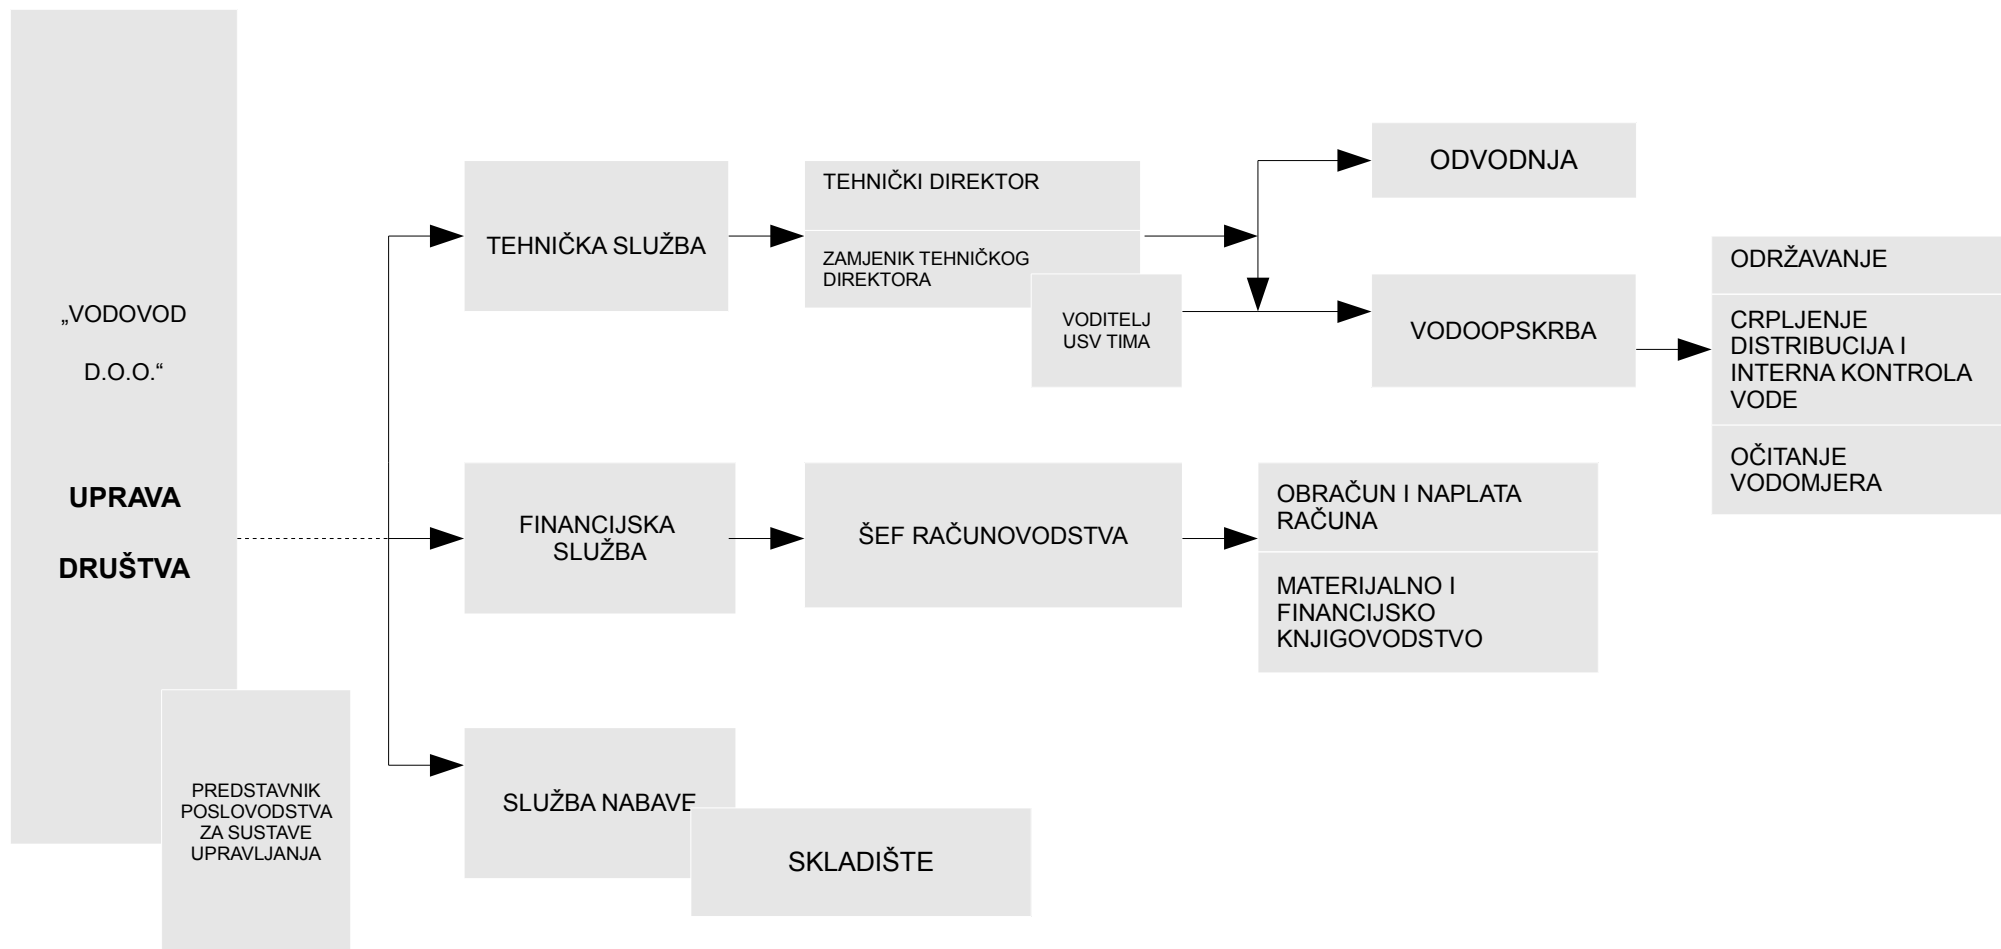 „VODOVOD
D.O.O.“
UPRAVA
DRUŠTVA
PREDSTAVNIK
POSLOVODSTVA
ZA SUSTAVE
UPRAVLJANJA
TEHNIČKA SLUŽBA
TEHNIČKI DIREKTOR
ZAMJENIK TEHNIČKOG
DIREKTORA
VODITELJ
USV TIMA
ODVODNJA
VODOOPSKRBA
ODRŽAVANJE
CRPLJENJE
DISTRIBUCIJA I
INTERNA KONTROLA
VODE
OČITANJE
VODOMJERA
FINANCIJSKA
SLUŽBA
ŠEF RAČUNOVODSTVA
OBRAČUN I NAPLATA
RAČUNA
MATERIJALNO I
FINANCIJSKO
KNJIGOVODSTVO
SLUŽBA NABAVE
SKLADIŠTE